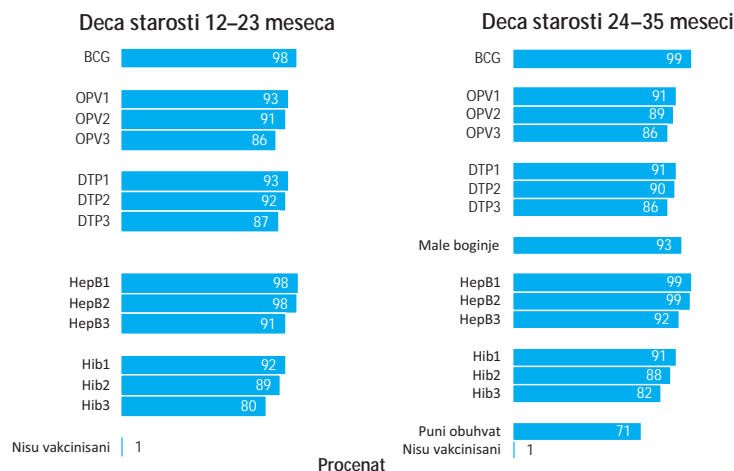 Deca starosti 12–23 meseca
BCG 98
OPV1 93
OPV2 91
OPV3 86
DTP1 93
DTP2 92
DTP3 87
HepB1 98
HepB2 98
HepB3 91
Hib1 92
Hib2 89
Hib3 80
Nisu vakcinisani 1
Deca starosti 24–35 meseci
BCG 99
OPV1 91
OPV2 89
OPV3 86
DTP1 91
DTP2 90
DTP3 86
Male boginje 93
HepB1 99
HepB2 99
HepB3 92
Hib1 91
Hib2 88
Hib3 82
Puni obuhvat 71
Nisu vakcinisani 1
Procenat